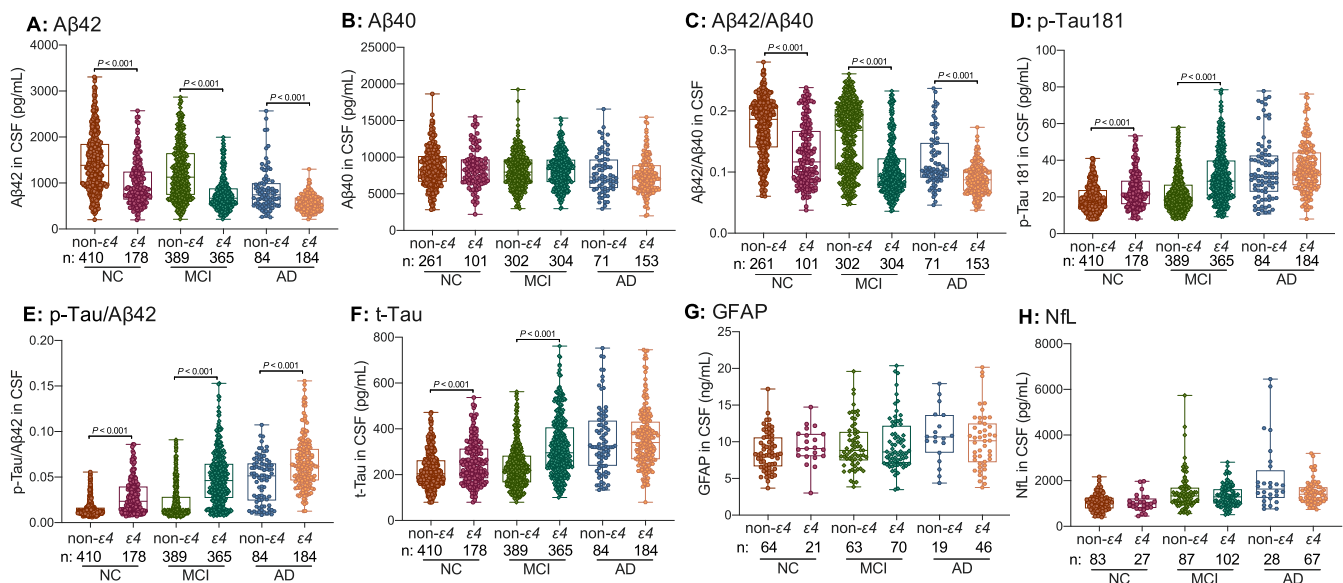 A: Aβ42
Aβ42 in CSF (pg/mL)
4000
3000
2000
1000
0
P < 0.001
P < 0.001
P < 0.001
non-ε4 ε4 non-ε4 ε4 non-ε4 ε4
n: 410 178 389 365 84 184
NC MCI AD
B: Aβ40
Aβ40 in CSF (pg/mL)
25000
20000
15000
10000
5000
0
non-ε4 ε4 non-ε4 ε4 non-ε4 ε4
n: 261 101 302 304 71 153
NC MCI AD
C: Aβ42/Aβ40
Aβ42/Aβ40 in CSF
0.3
0.2
0.1
0.0
P < 0.001
P < 0.001
P < 0.001
non-ε4 ε4 non-ε4 ε4 non-ε4 ε4
n: 261 101 302 304 71 153
NC MCI AD
D: p-Tau181
p-Tau 181 in CSF (pg/mL)
100
80
60
40
20
0
P < 0.001
P < 0.001
non-ε4 ε4 non-ε4 ε4 non-ε4 ε4
n: 410 178 389 365 84 184
NC MCI AD
E: p-Tau/Aβ42
p-Tau/Aβ42 in CSF
0.20
0.15
0.10
0.05
0.00
P < 0.001
P < 0.001
P < 0.001
non-ε4 ε4 non-ε4 ε4 non-ε4 ε4
n: 410 178 389 365 84 184
NC MCI AD
F: t-Tau
t-Tau in CSF (pg/mL)
800
600
400
200
0
P < 0.001
P < 0.001
non-ε4 ε4 non-ε4 ε4 non-ε4 ε4
n: 410 178 389 365 84 184
NC MCI AD
G: GFAP
GFAP in CSF (ng/mL)
25
20
15
10
5
0
non-ε4 ε4 non-ε4 ε4 non-ε4 ε4
n: 64 21 63 70 19 46
NC MCI AD
H: NfL
NfL in CSF (pg/mL)
8000
6000
4000
2000
0
non-ε4 ε4 non-ε4 ε4 non-ε4 ε4
n: 83 27 87 102 28 67
NC MCI AD